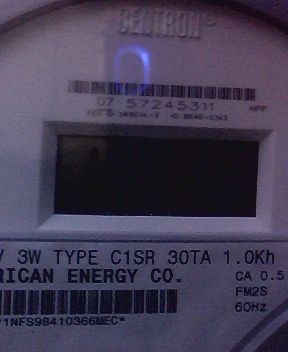 CENTRON
07 57245311
3W TYPE C1SR 30TA 1.0Kh
RICAN ENERGY CO.
CA 0.5
FM2S
60Hz